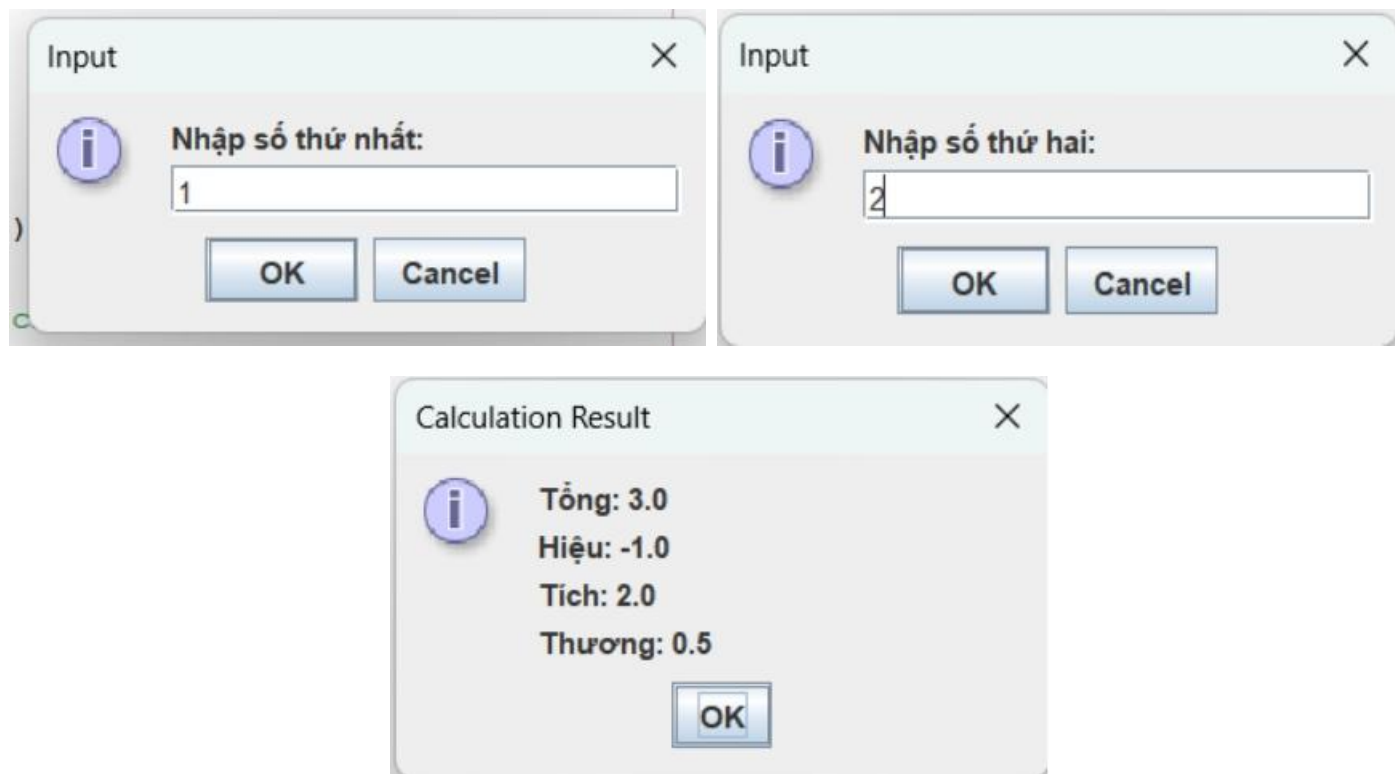 Input
Nhập số thứ nhất:
1
OK
Cancel
)
c
Input
Nhập số thứ hai:
2
OK
Cancel
Calculation Result
Tổng: 3.0
Hiệu: -1.0
Tích: 2.0
Thương: 0.5
OK